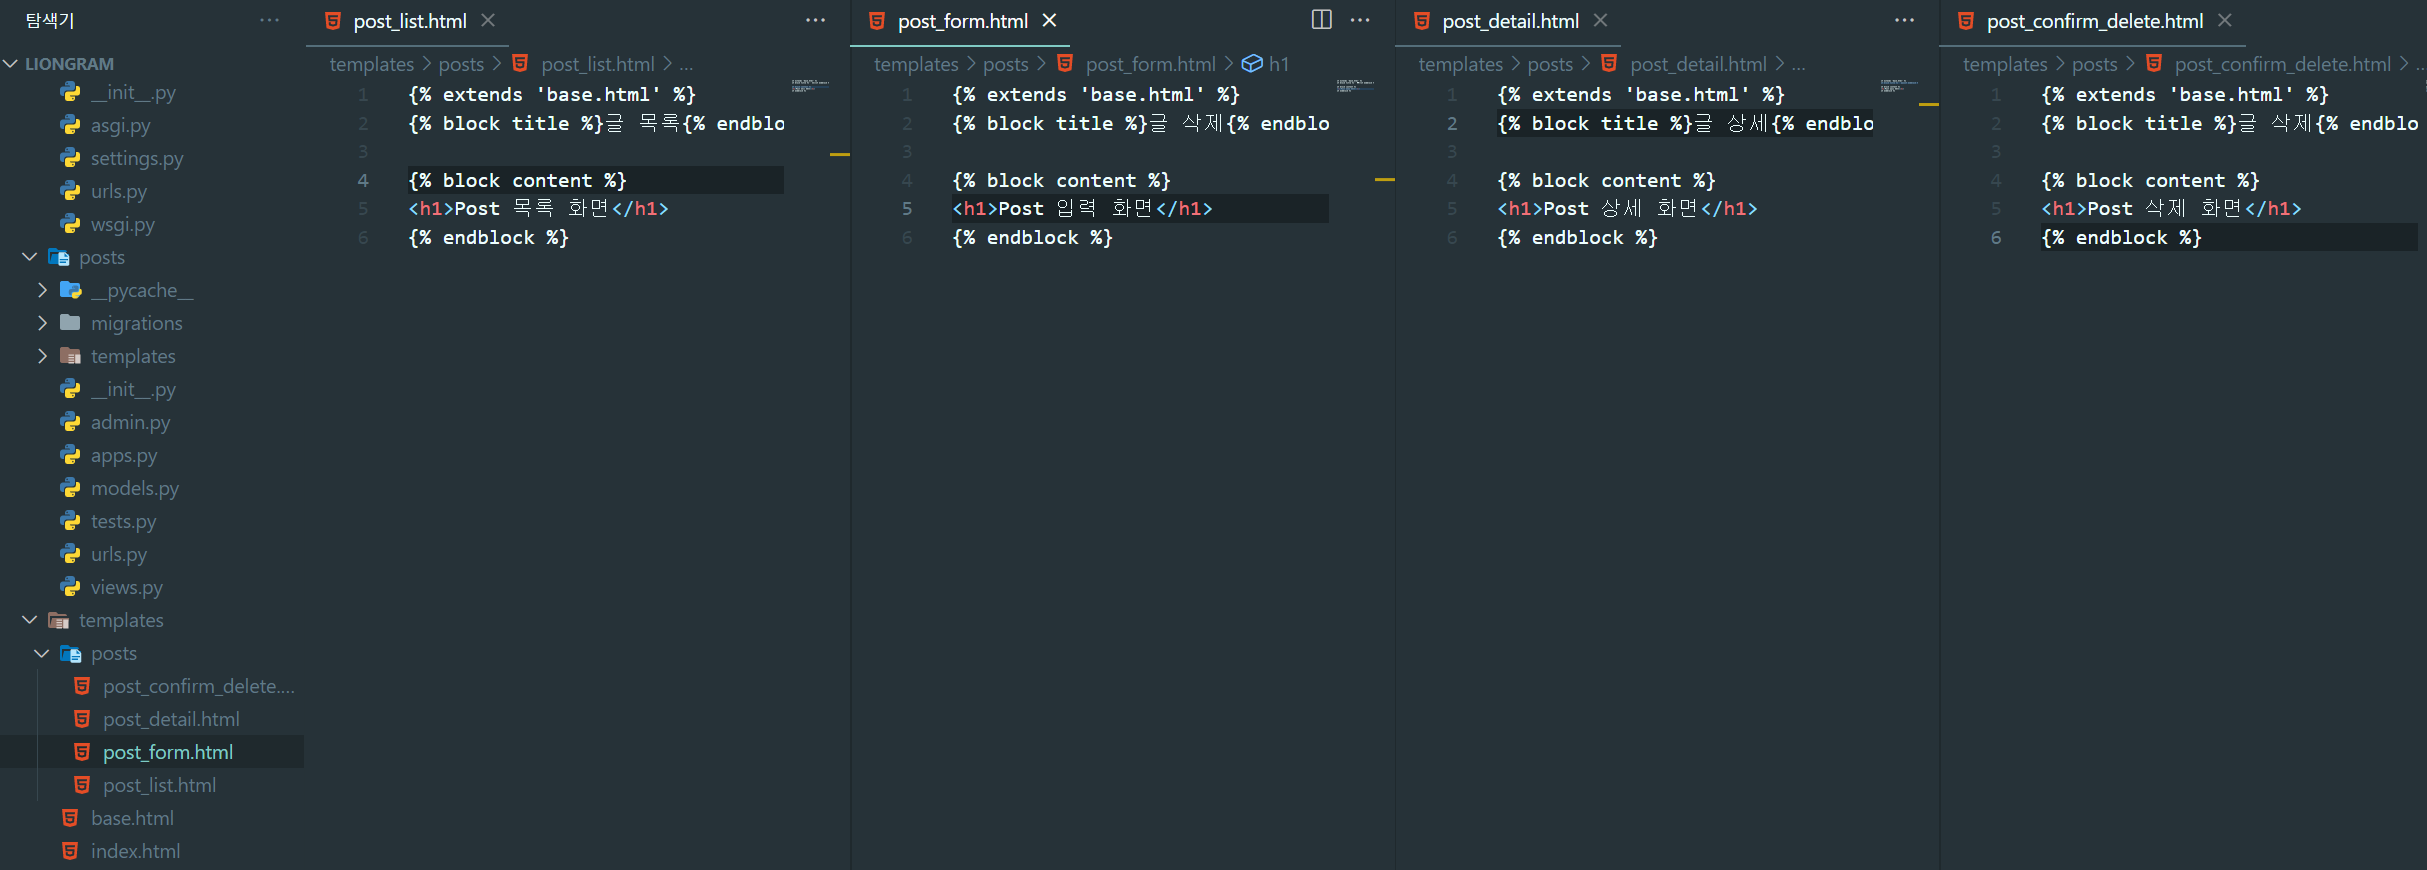 탐색기 ···
LIONGRAM
__init__.py
asgi.py
settings.py
urls.py
wsgi.py
posts
__pycache__
migrations
templates
__init__.py
admin.py
apps.py
models.py
tests.py
urls.py
views.py
templates
posts
post_confirm_delete....
post_detail.html
post_form.html
post_list.html
base.html
index.html
post_list.html ···
templates > posts > post_list.html > ...
1 {% extends 'base.html' %}
2 {% block title %}글 목록{% endblo
3
4 {% block content %}
5 <h1>Post 목록 화면</h1>
6 {% endblock %}
post_form.html ···
templates > posts > post_form.html > h1
1 {% extends 'base.html' %}
2 {% block title %}글 삭제{% endblo
3
4 {% block content %}
5 <h1>Post 입력 화면</h1>
6 {% endblock %}
post_detail.html ···
templates > posts > post_detail.html > ...
1 {% extends 'base.html' %}
2 {% block title %}글 상세{% endblo
3
4 {% block content %}
5 <h1>Post 상세 화면</h1>
6 {% endblock %}
post_confirm_delete.html
templates > posts > post_confirm_delete.html > ..
1 {% extends 'base.html' %}
2 {% block title %}글 삭제{% endblo
3
4 {% block content %}
5 <h1>Post 삭제 화면</h1>
6 {% endblock %}